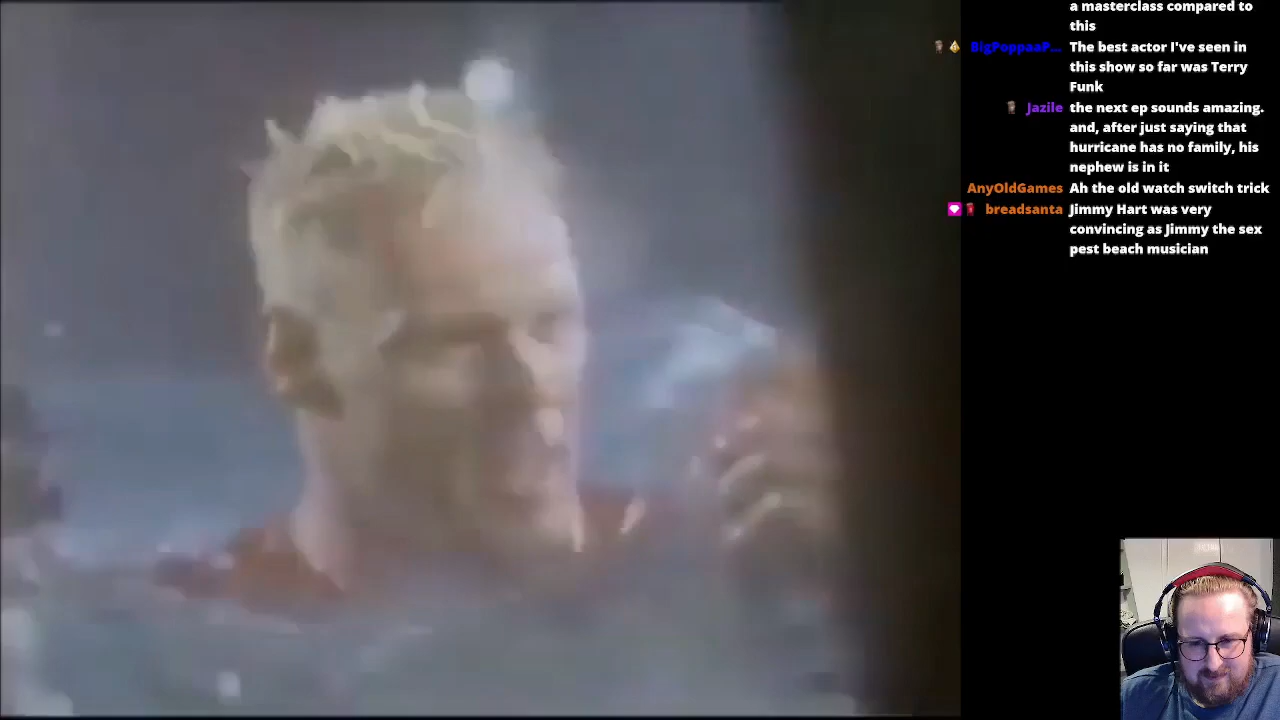 a masterclass compared to
this
BigPoppaaP... The best actor I've seen in
this show so far was Terry
Funk
Jazile the next ep sounds amazing.
and, after just saying that
hurricane has no family, his
nephew is in it
AnyOldGames Ah the old watch switch trick
breadsanta Jimmy Hart was very
convincing as Jimmy the sex
pest beach musician